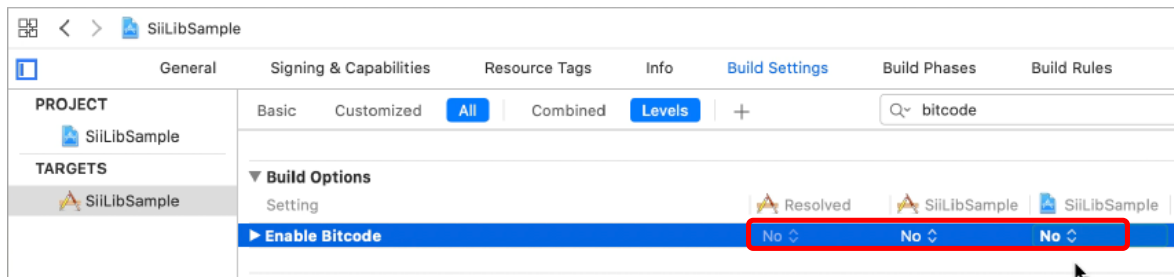 SiiLibSample
General Signing & Capabilities Resource Tags Info Build Settings Build Phases Build Rules
PROJECT
SiiLibSample
TARGETS
SiiLibSample
Basic Customized All Combined Levels + bitcode
Build Options
Setting Resolved SiiLibSample SiiLibSample
Enable Bitcode No No No